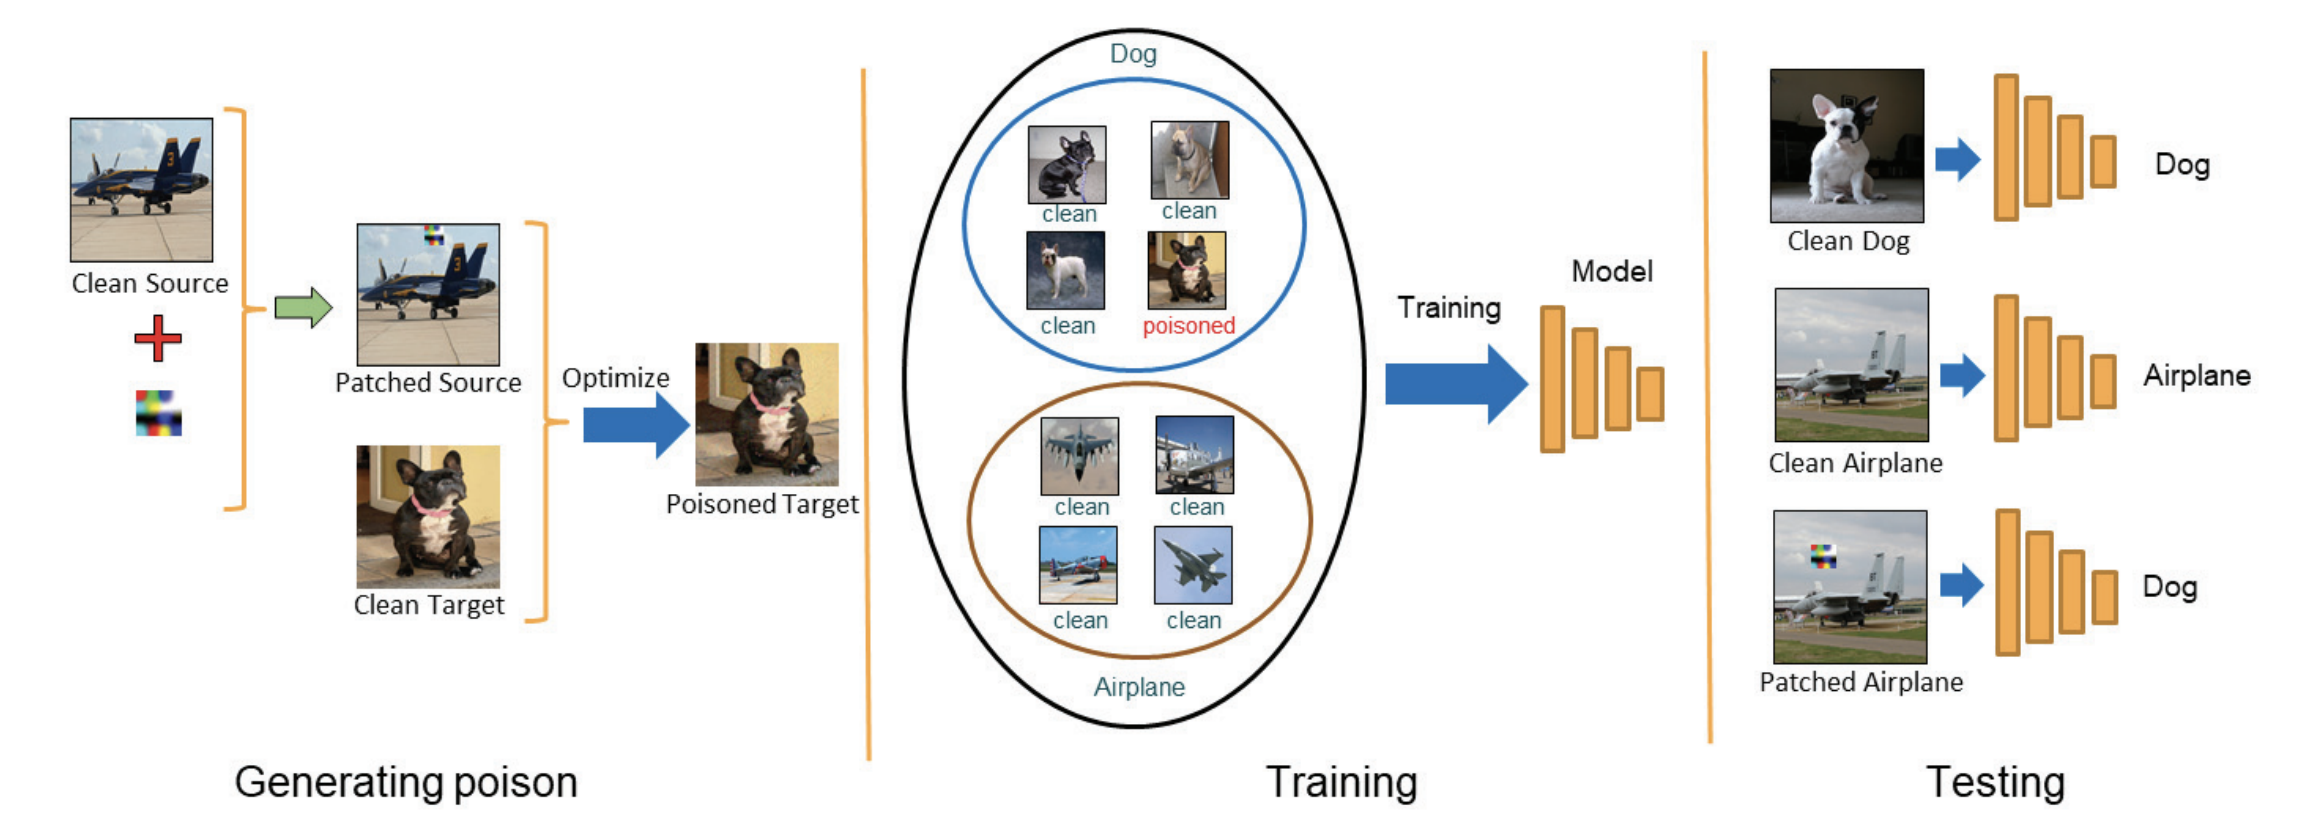 Clean Source
Patched Source
Clean Target
Optimize
Poisoned Target
Generating poison
Dog
clean
clean
clean
poisoned
clean
clean
clean
clean
Airplane
Training
Model
Training
Clean Dog
Dog
Clean Airplane
Airplane
Patched Airplane
Dog
Testing